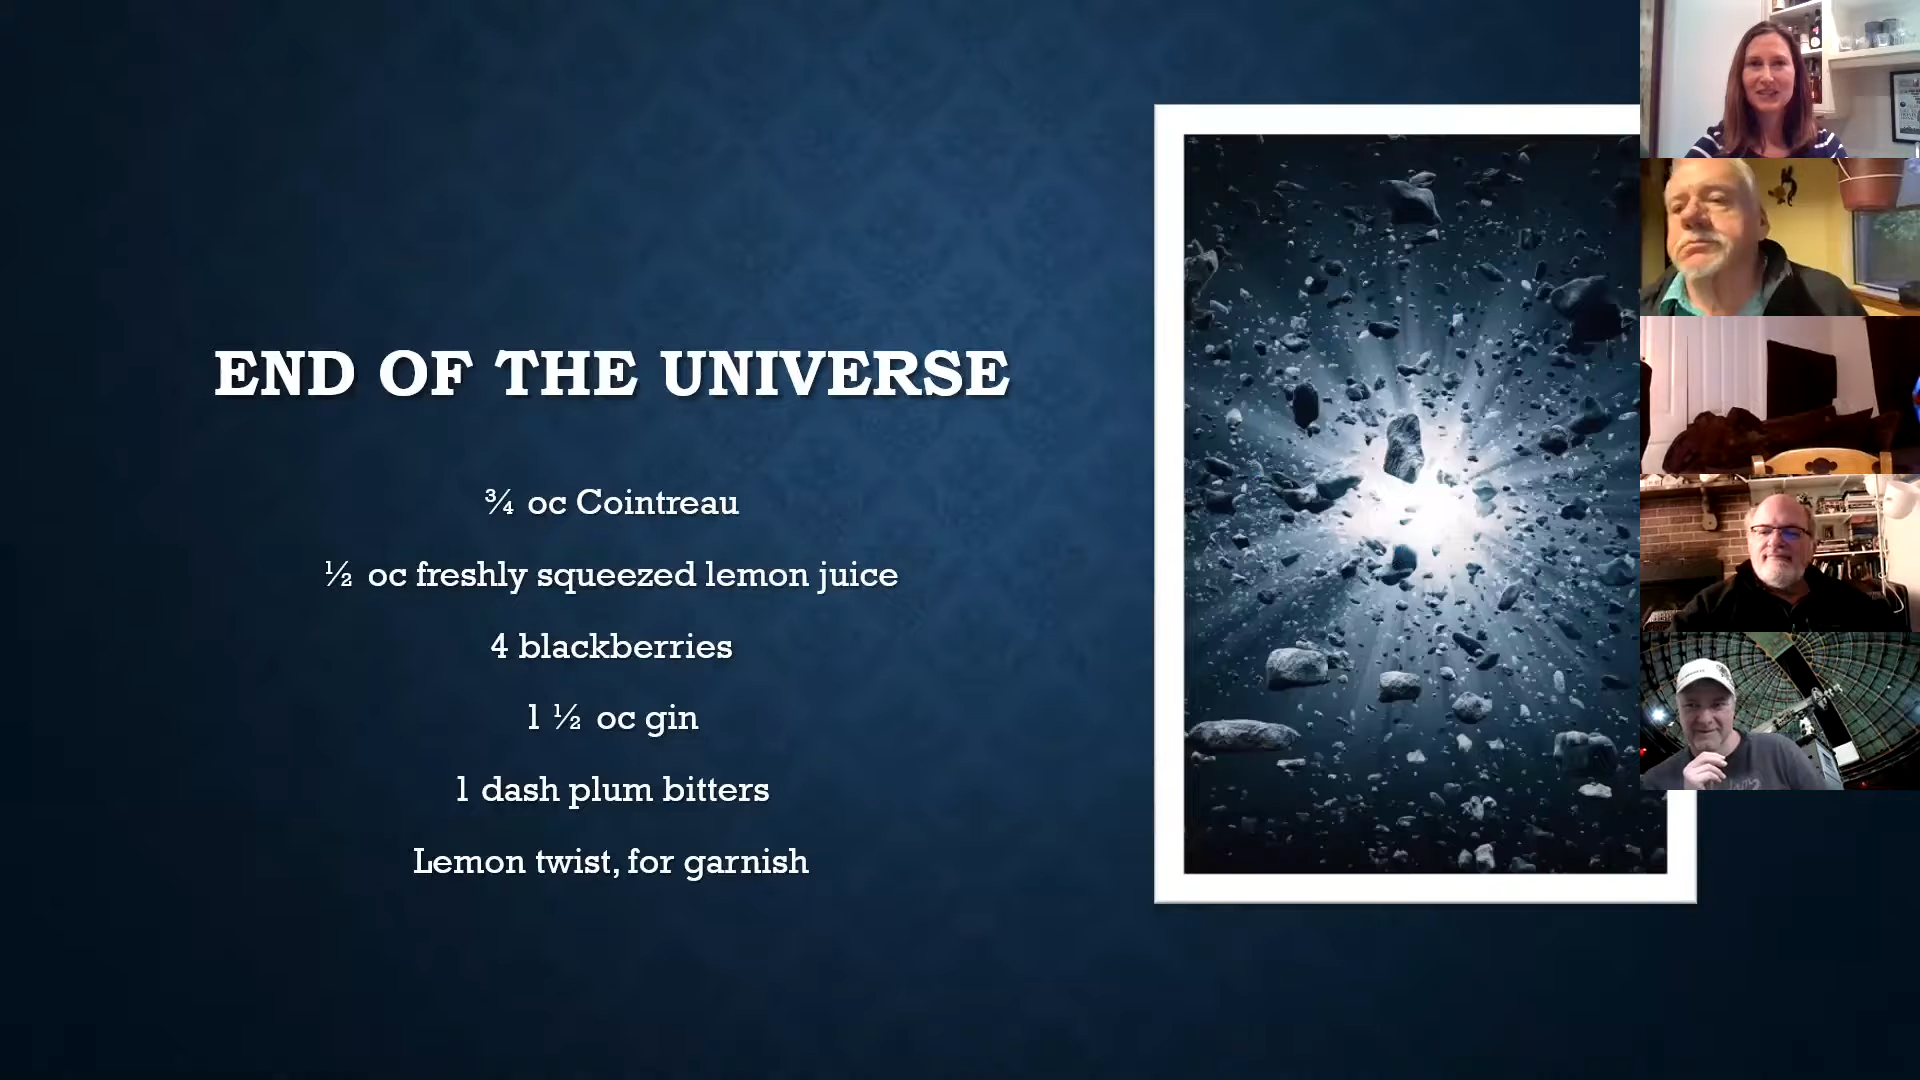 END OF THE UNIVERSE
¾ oc Cointreau
½ oc freshly squeezed lemon juice
4 blackberries
1 ½ oc gin
1 dash plum bitters
Lemon twist, for garnish